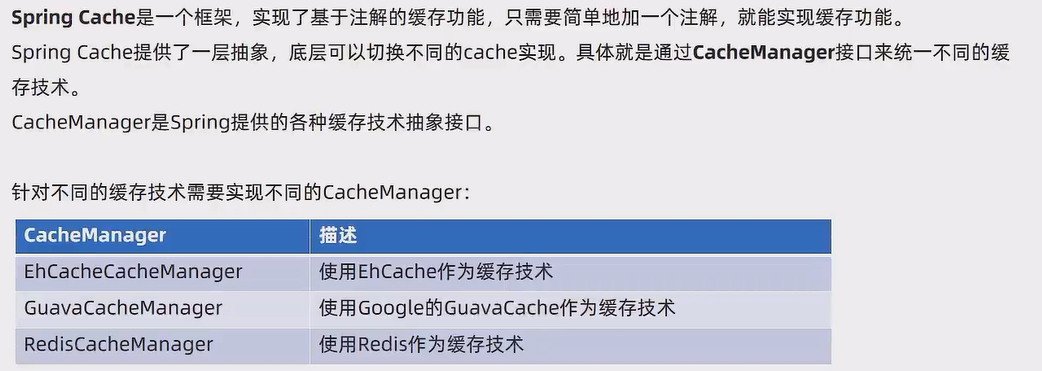 Spring Cache是一个框架，实现了基于注解的缓存功能，只需要简单地加一个注解，就能实现缓存功能。
Spring Cache提供了一层抽象，底层可以切换不同的cache实现。具体就是通过CacheManager接口来统一不同的缓
存技术。
CacheManager是Spring提供的各种缓存技术抽象接口。
针对不同的缓存技术需要实现不同的CacheManager：
CacheManager 描述
EhCacheCacheManager 使用EhCache作为缓存技术
GuavaCacheManager 使用Google的GuavaCache作为缓存技术
RedisCacheManager 使用Redis作为缓存技术